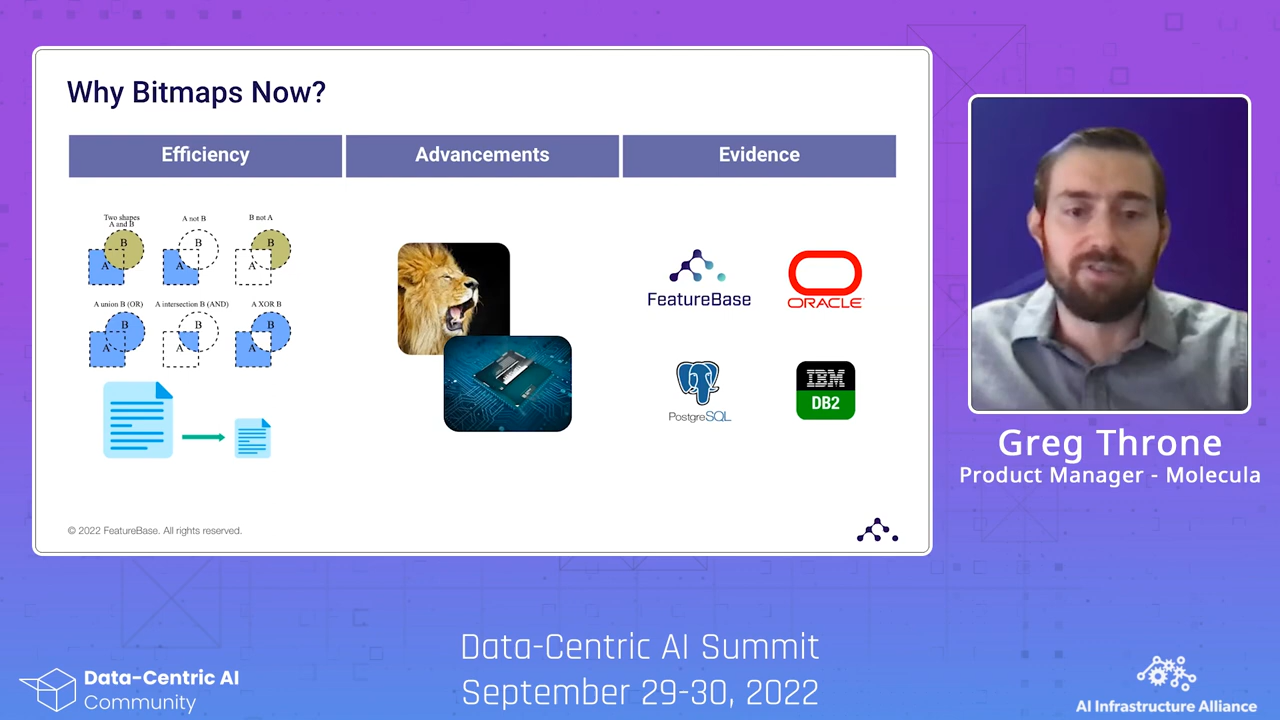 Why Bitmaps Now?
Efficiency
Advancements
Evidence
Two shapes
A and B
A not B
B not A
B
A
B
A
B
A
A union B (OR)
A intersection B (AND)
A XOR B
B
A
B
A
B
A
FeatureBase
ORACLE
PostgreSQL
IBM
DB2
© 2022 FeatureBase. All rights reserved.
Greg Throne
Product Manager - Molecula
Data-Centric AI Summit
September 29-30, 2022
Data-Centric AI
Community
AI Infrastructure Alliance